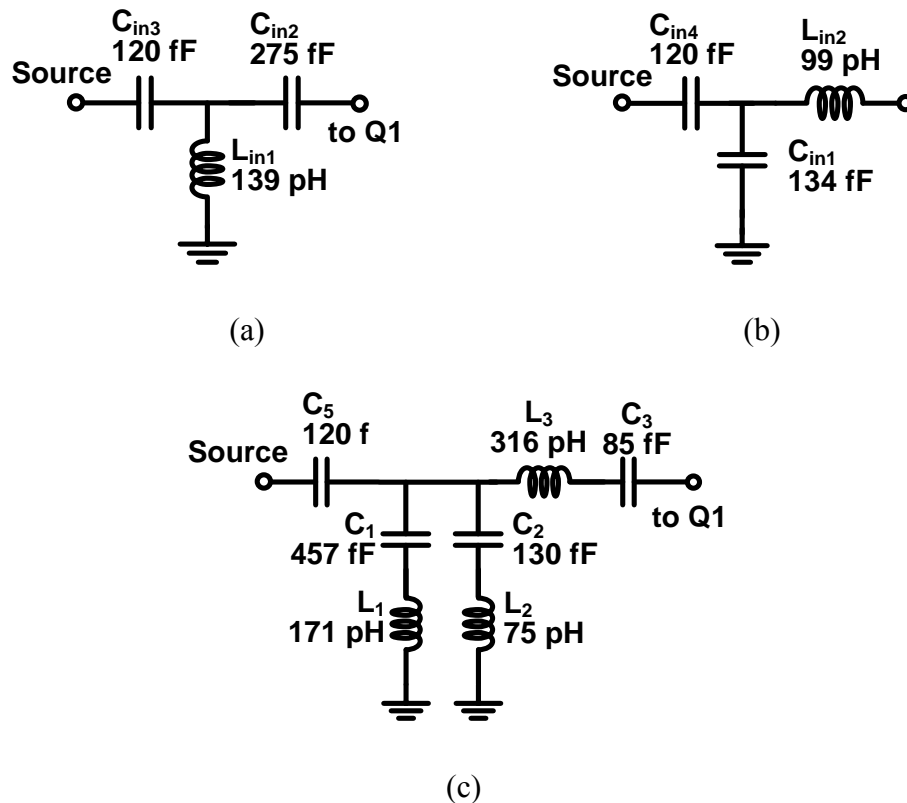 C_in3
120 fF
C_in2
275 fF
Source
to Q1
L_in1
139 pH
(a)
C_in4
120 fF
L_in2
99 pH
Source
C_in1
134 fF
(b)
C_5
120 f
L_3
316 pH
C_3
85 fF
Source
to Q1
C_1
457 fF
C_2
130 fF
L_1
171 pH
L_2
75 pH
(c)